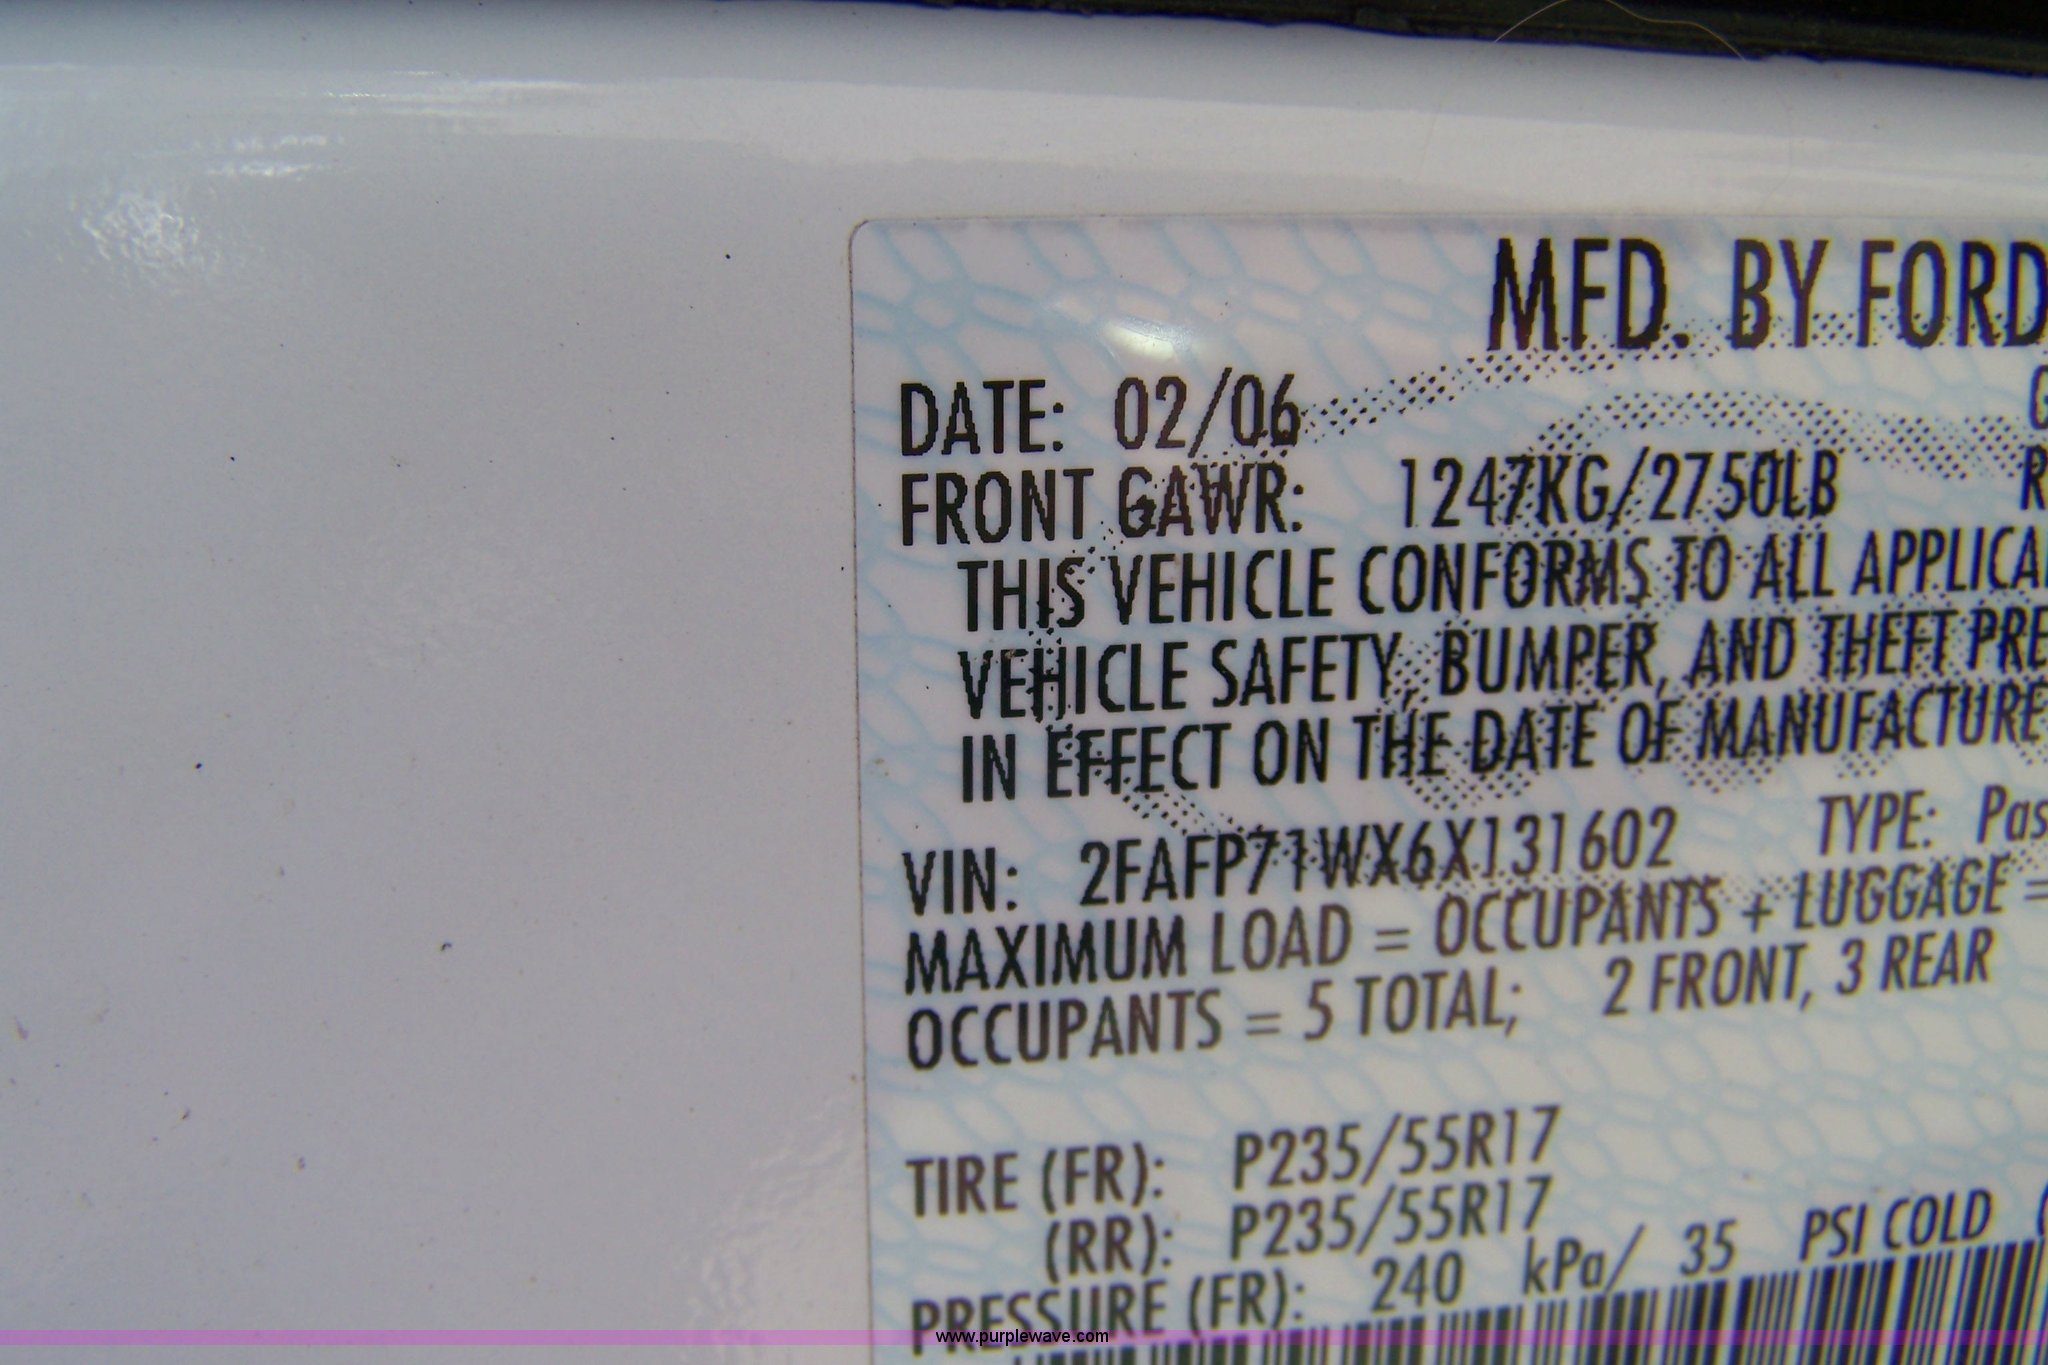 MFD. BY FORD
DATE: 02/06
FRONT GAWR: 1247KG/2750LB
THIS VEHICLE CONFORMS TO ALL
VEHICLE SAFETY, BUMPER, AND THEFT
IN EFFECT ON THE DATE OF MANUFACTURE
VIN: 2FAFP71WX6X131602 TYPE:
MAXIMUM LOAD = OCCUPANTS + LUGGAGE =
OCCUPANTS = 5 TOTAL; 2 FRONT, 3 REAR
TIRE (FR): P235/55R17
(RR): P235/55R17
PRESSURE (FR): 240 kPa/ 35 PSI COLD
www.purplewave.com